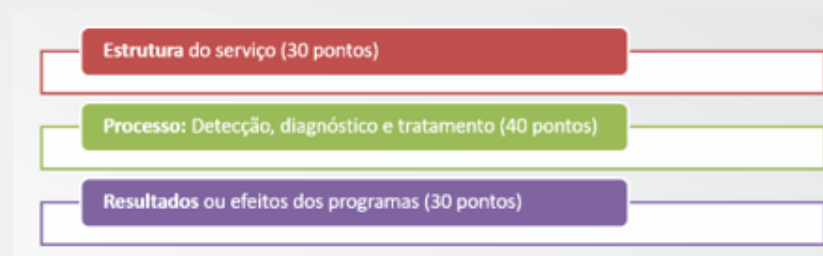 Estrutura do serviço (30 pontos)
Processo: Detecção, diagnóstico e tratamento (40 pontos)
Resultados ou efeitos dos programas (30 pontos)